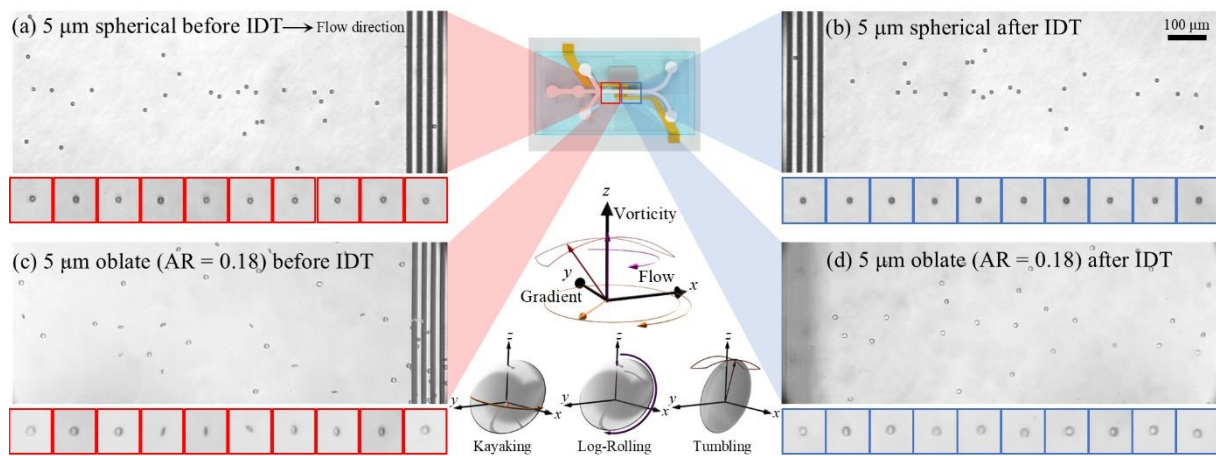 (a) 5 μm spherical before IDT
Flow direction
(b) 5 μm spherical after IDT
100 μm
z
Vorticity
y
Flow
x
Gradient
(c) 5 μm oblate (AR = 0.18) before IDT
(d) 5 μm oblate (AR = 0.18) after IDT
z
y
x
Kayaking
z
y
x
Log-Rolling
z
y
x
Tumbling